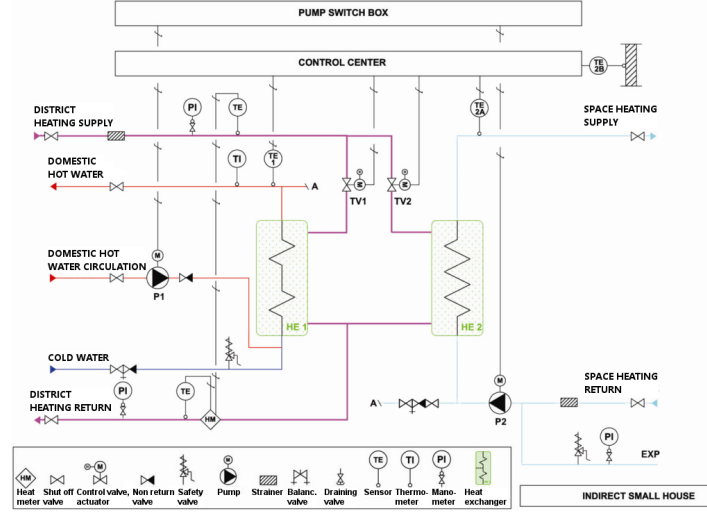 PUMP SWITCH BOX
CONTROL CENTER
TE
2B
DISTRICT
HEATING SUPPLY
PI
TE
TE
2A
SPACE HEATING
SUPPLY
DOMESTIC
HOT WATER
TI
TE
1
A
M
M
TV1
TV2
DOMESTIC HOT
WATER CIRCULATION
M
P1
HE 1
HE 2
COLD WATER
DISTRICT
HEATING RETURN
PI
TE
HM
A
M
P2
SPACE HEATING
RETURN
PI
EXP
HM
M
M
TE
TI
PI
Heat
meter
Shut off
valve
Control valve,
actuator
Non return
valve
Safety
valve
Pump
Strainer
Balanc.
valve
Draining
valve
Sensor
Thermo-
meter
Mano-
meter
Heat
exchanger
INDIRECT SMALL HOUSE